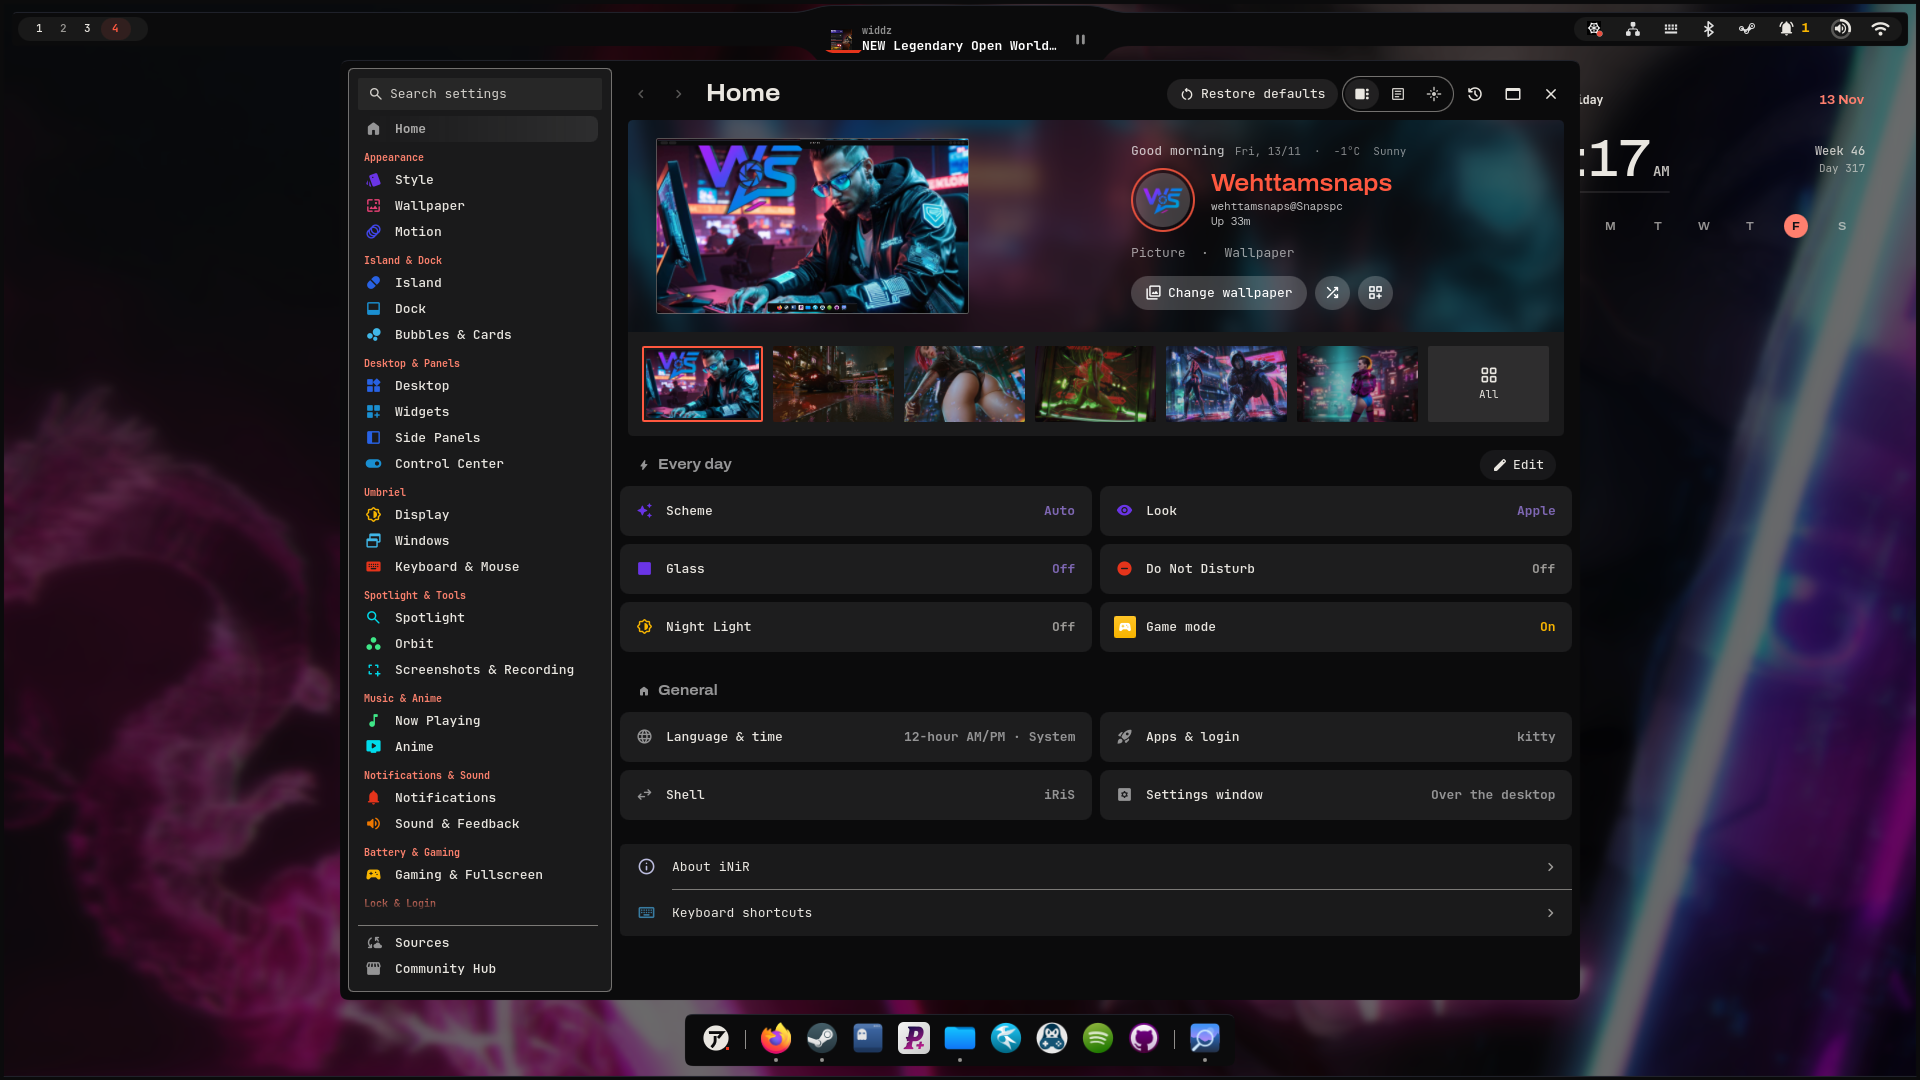 1 2 3 4
widdz
NEW Legendary Open World…
1
Search settings
Home
Appearance
Style
Wallpaper
Motion
Island & Dock
Island
Dock
Bubbles & Cards
Desktop & Panels
Desktop
Widgets
Side Panels
Control Center
Umbriel
Display
Windows
Keyboard & Mouse
Spotlight & Tools
Spotlight
Orbit
Screenshots & Recording
Music & Anime
Now Playing
Anime
Notifications & Sound
Notifications
Sound & Feedback
Battery & Gaming
Gaming & Fullscreen
Lock & Login
Sources
Community Hub
Home
Restore defaults
Good morning Fri, 13/11 · -1°C Sunny
Wehttamsnaps
wehttamsnaps@Snapspc
Up 33m
Picture · Wallpaper
Change wallpaper
All
Every day
Edit
Scheme Auto
Look Apple
Glass Off
Do Not Disturb Off
Night Light Off
Game mode On
General
Language & time 12-hour AM/PM · System
Apps & login kitty
Shell iRiS
Settings window Over the desktop
About iNiR
Keyboard shortcuts
iday
13 Nov
:17 AM
Week 46
Day 317
M T W T F S